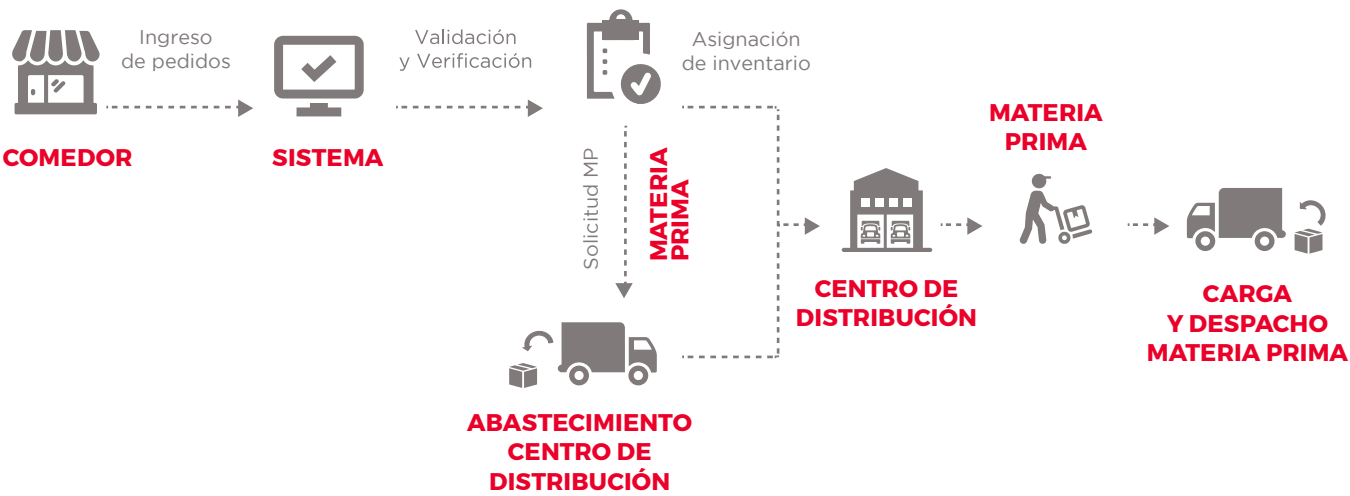 Ingreso
de pedidos
Validación
y Verificación
Asignación
de inventario
COMEDOR
SISTEMA
Solicitud MP
MATERIA
PRIMA
MATERIA
PRIMA
CENTRO DE
DISTRIBUCIÓN
CARGA
Y DESPACHO
MATERIA PRIMA
ABASTECIMIENTO
CENTRO DE
DISTRIBUCIÓN